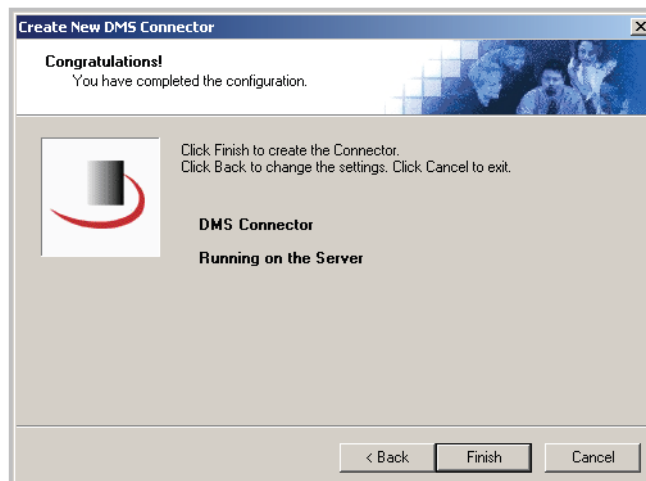 Create New DMS Connector
Congratulations!
You have completed the configuration.
Click Finish to create the Connector.
Click Back to change the settings. Click Cancel to exit.
DMS Connector
Running on the Server
< Back
Finish
Cancel